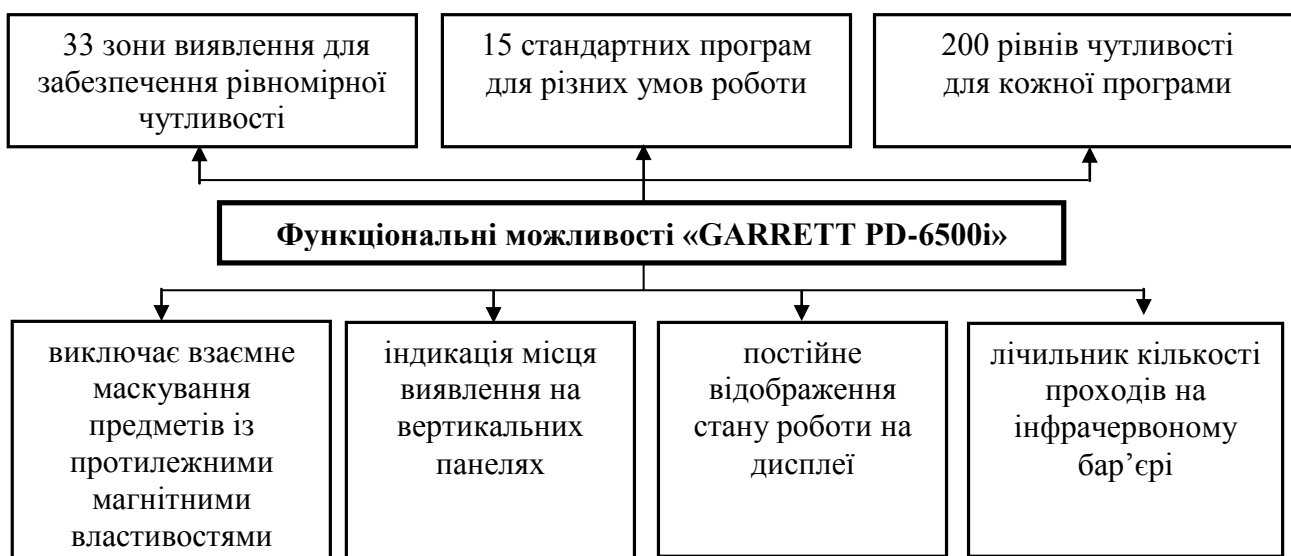 33 зони виявлення для
забезпечення рівномірної
чутливості
15 стандартних програм
для різних умов роботи
200 рівнів чутливості
для кожної програми
Функціональні можливості «GARRETT PD-6500i»
виключає взаємне
маскування
предметів із
протилежними
магнітними
властивостями
індикація місця
виявлення на
вертикальних
панелях
постійне
відображення
стану роботи на
дисплеї
лічильник кількості
проходів на
інфрачервоному
бар’єрі